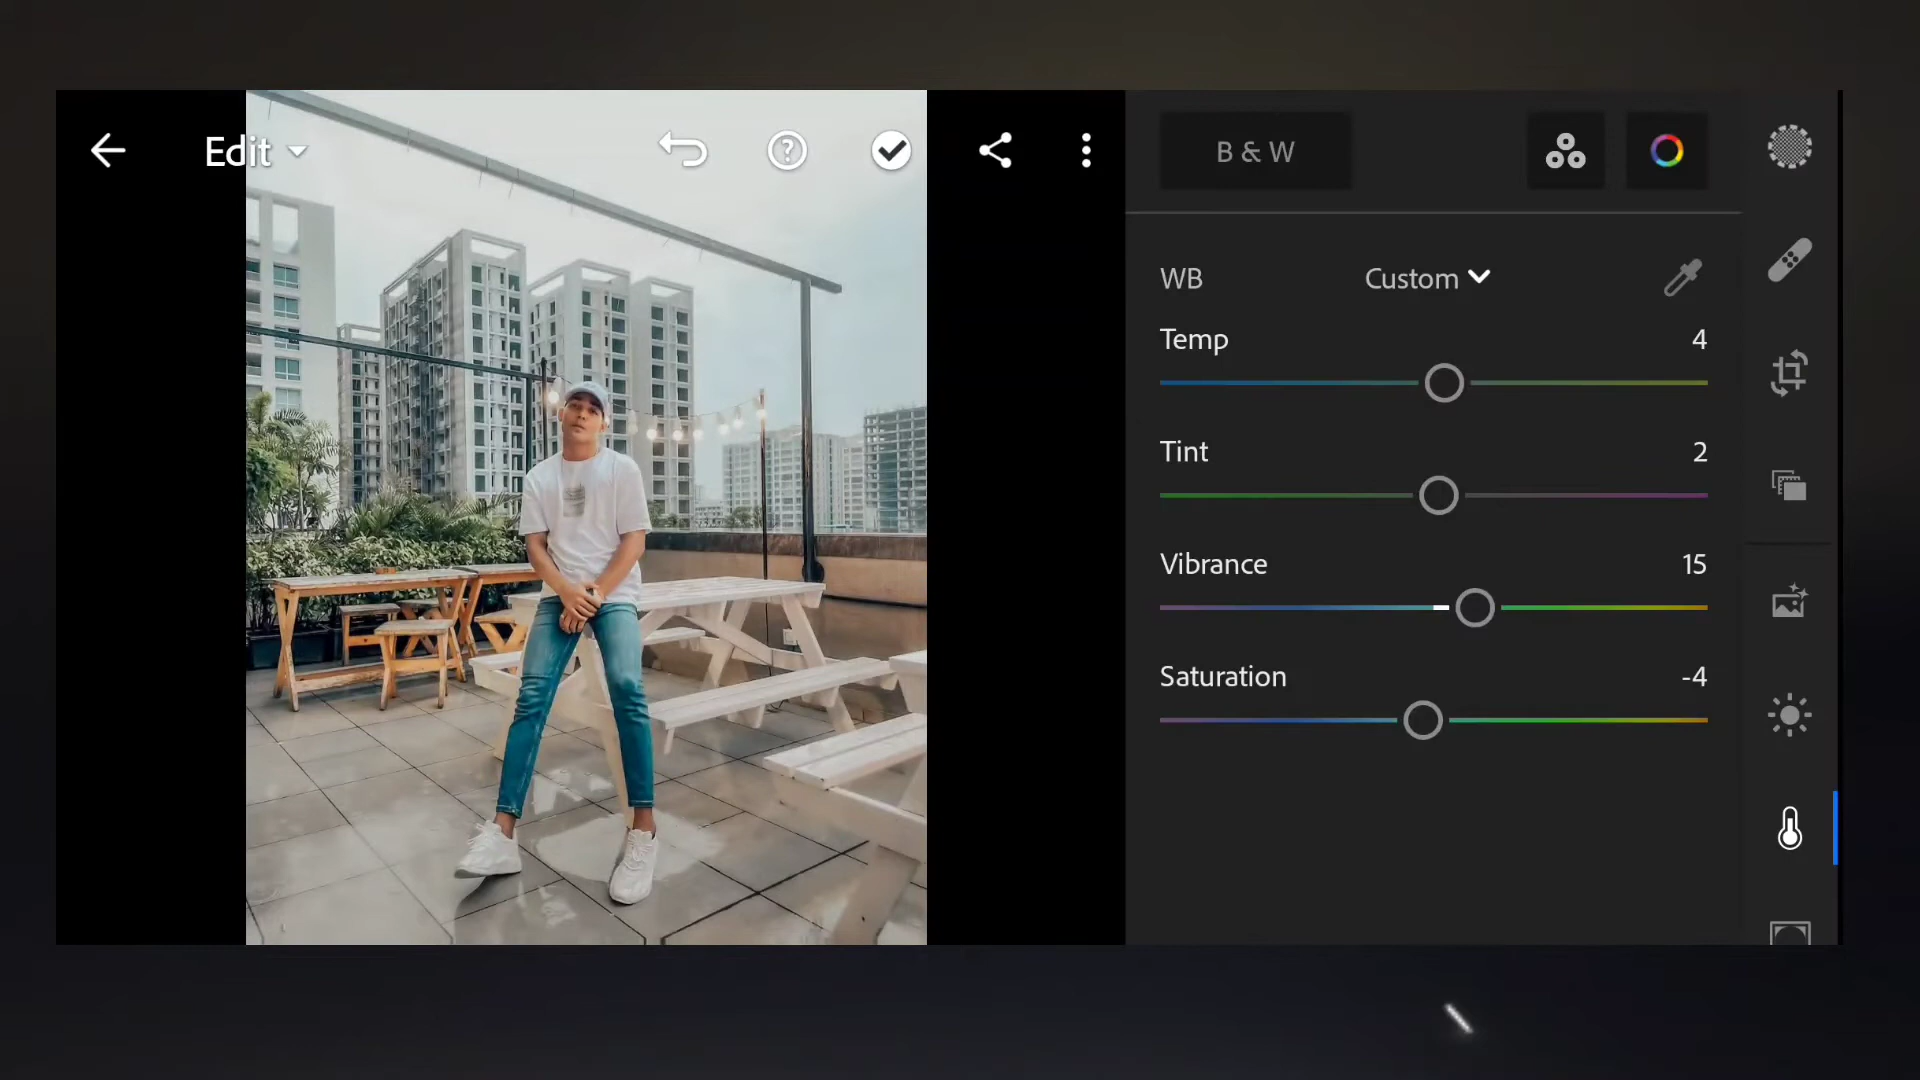 Edit
B & W
WB Custom
Temp 4
Tint 2
Vibrance 15
Saturation -4